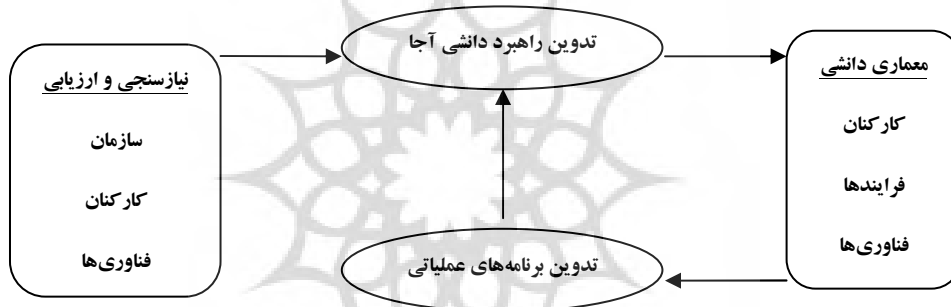 تدوین راهبرد دانشی آجا
معماری دانشی
کارکنان
فرایندها
فناوری‌ها
نیازسنجی و ارزیابی
سازمان
کارکنان
فناوری‌ها
تدوین برنامه‌های عملیاتی